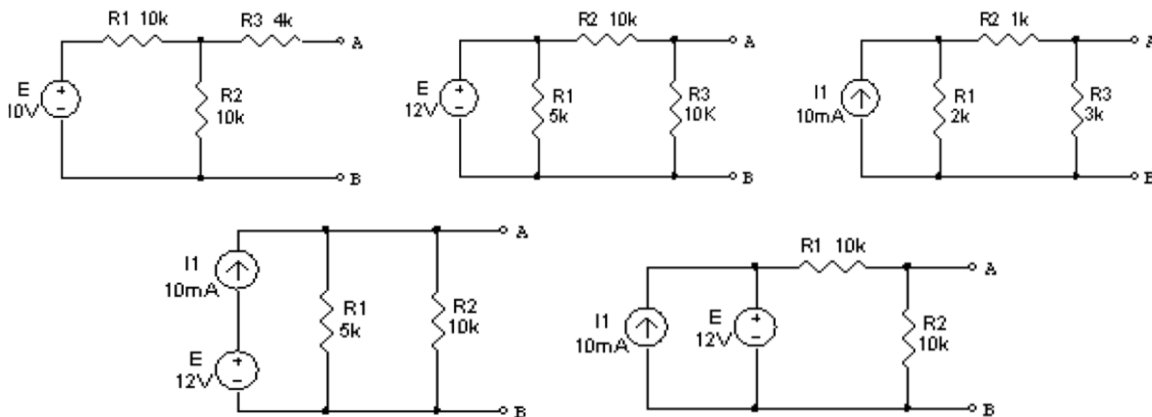 R1 10k
R3 4k
A
E
10V
R2
10k
B
R2 10k
A
E
12V
R1
5k
R3
10K
B
R2 1k
A
I1
10mA
R1
2k
R3
3k
B
A
I1
10mA
R1
5k
R2
10k
E
12V
B
R1 10k
A
I1
10mA
E
12V
R2
10k
B